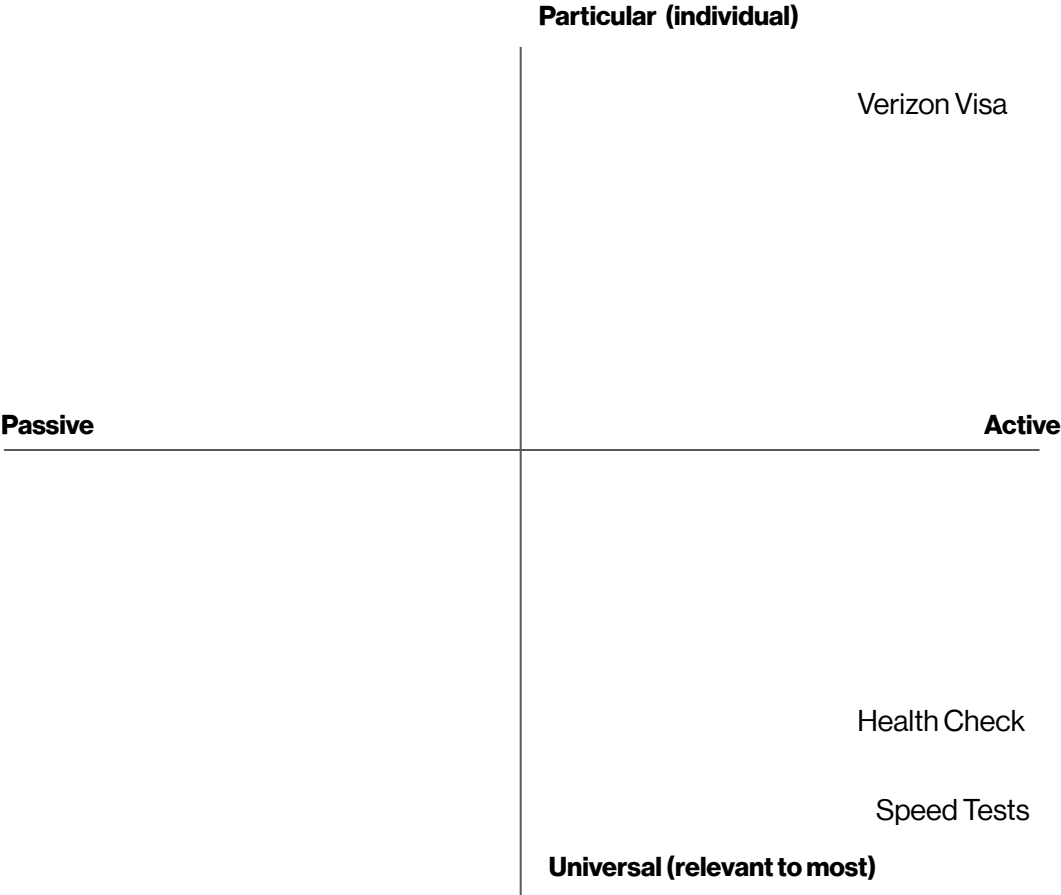 Particular (individual)
Verizon Visa
Passive
Active
Health Check
Speed Tests
Universal (relevant to most)